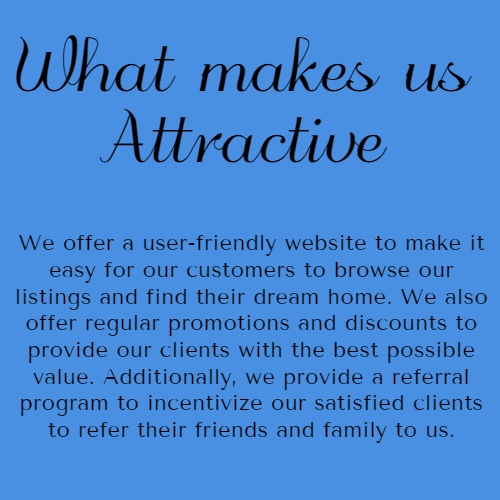 What makes us
Attractive
We offer a user-friendly website to make it
easy for our customers to browse our
listings and find their dream home. We also
offer regular promotions and discounts to
provide our clients with the best possible
value. Additionally, we provide a referral
program to incentivize our satisfied clients
to refer their friends and family to us.